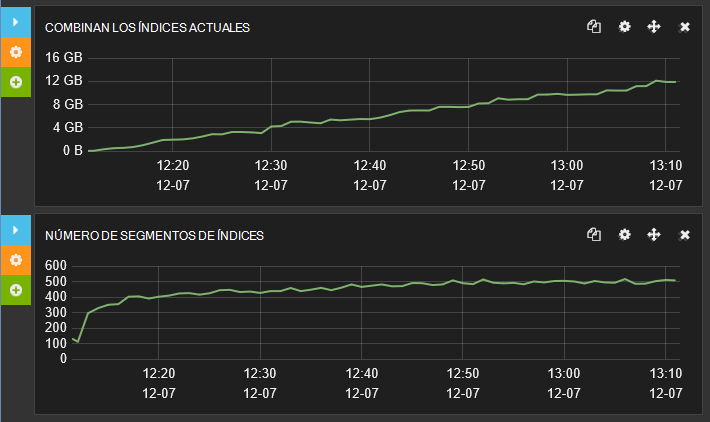 COMBINAN LOS ÍNDICES ACTUALES
16 GB
12 GB
8 GB
4 GB
0 B
12:20 12:30 12:40 12:50 13:00 13:10
12-07 12-07 12-07 12-07 12-07 12-07
NÚMERO DE SEGMENTOS DE ÍNDICES
600
500
400
300
200
100
0
12:20 12:30 12:40 12:50 13:00 13:10
12-07 12-07 12-07 12-07 12-07 12-07